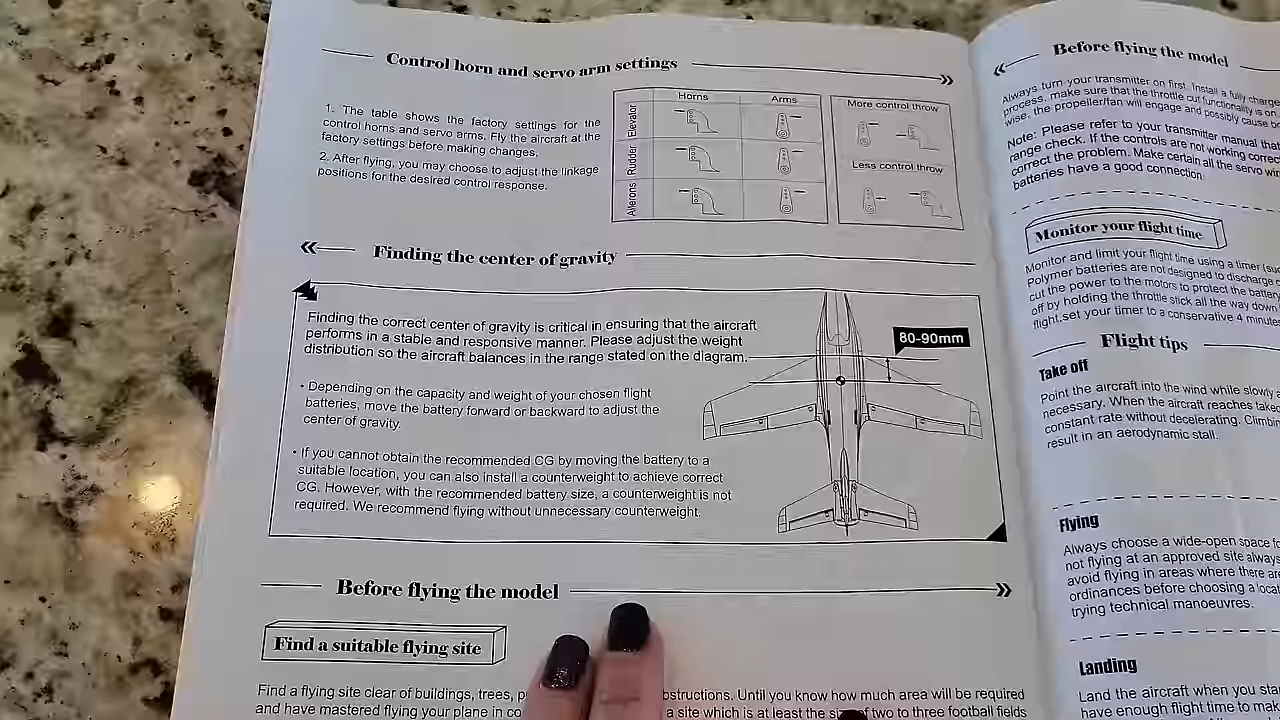 Control horn and servo arm settings
1. The table shows the factory settings for the
control horns and servo arms. Fly the aircraft at the
factory settings before making changes.
2. After flying, you may choose to adjust the linkage
positions for the desired control response.
Horns Arms
Elevator
Rudder
Ailerons
More control throw
Less control throw
Finding the center of gravity
Finding the correct center of gravity is critical in ensuring that the aircraft
performs in a stable and responsive manner. Please adjust the weight
distribution so the aircraft balances in the range stated on the diagram.
• Depending on the capacity and weight of your chosen flight
batteries, move the battery forward or backward to adjust the
center of gravity.
• If you cannot obtain the recommended CG by moving the battery to a
suitable location, you can also install a counterweight to achieve correct
CG. However, with the recommended battery size, a counterweight is not
required. We recommend flying without unnecessary counterweight.
80-90mm
Before flying the model
Find a suitable flying site
Find a flying site clear of buildings, trees, obstructions. Until you know how much area will be required
and have mastered flying your plane in a site which is at least the size of two to three football fields
Before flying the model
Always turn your transmitter on first. Install a fully
process, make sure that the throttle cut functionality is on
wise, the propeller/fan will engage and possibly cause
Note: Please refer to your transmitter manual that
range check. If the controls are not working
correct the problem. Make certain all the servo
batteries have a good connection.
Monitor your flight time
Monitor and limit your flight time using a timer
Polymer batteries are not designed to discharge
cut the power to the motors to protect the
off by holding the throttle stick all the way down
flight,set your timer to a conservative 4
Flight tips
Take off
Point the aircraft into the wind while slowly
necessary. When the aircraft reaches
constant rate without decelerating.
result in an aerodynamic stall.
Flying
Always choose a wide-open space
not flying at an approved site
avoid flying in areas where there
ordinances before choosing a
trying technical manoeuvres.
Landing
Land the aircraft when you
have enough flight time to